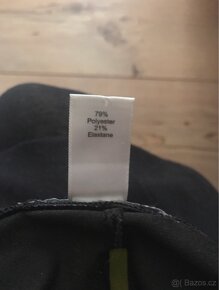 79%
Polyester
21%
Elastane
Bazos.cz